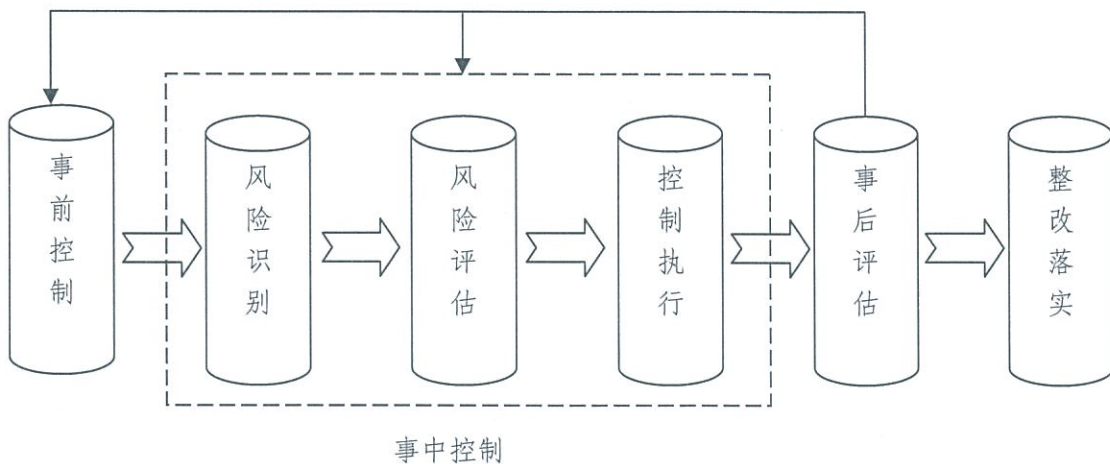 事前控制
风险识别
风险评估
控制执行
事后评估
整改落实
事中控制